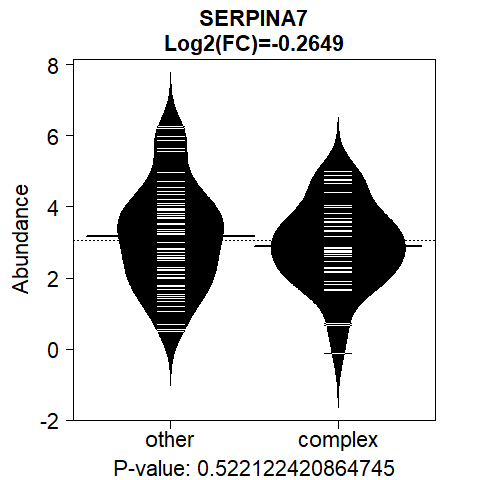 SERPINA7
Log2(FC)=-0.2649
Abundance
8
6
4
2
0
-2
other complex
P-value: 0.522122420864745